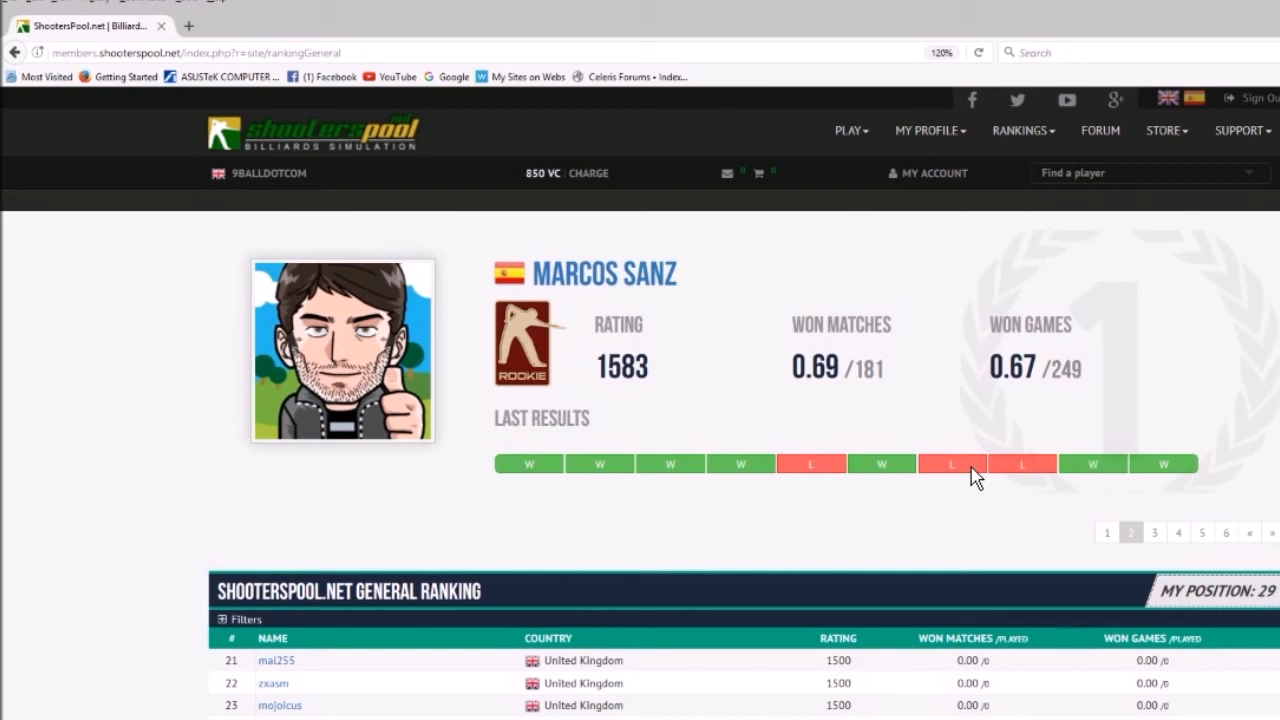 ShootersPool.net | Billiard...
members.shooterspool.net/index.php?r=site/rankingGeneral
120%
Search
Most Visited
Getting Started
ASUSTeK COMPUTER ...
(1) Facebook
YouTube
Google
My Sites on Webs
Celeris Forums • Index...
Sign Ou
shooterspool
.net
BILLIARDS SIMULATION
PLAY
MY PROFILE
RANKINGS
FORUM
STORE
SUPPORT
9BALLDOTCOM
850 VC | CHARGE
0
0
MY ACCOUNT
Find a player
MARCOS SANZ
ROOKIE
RATING
WON MATCHES
WON GAMES
1583
0.69 /181
0.67 /249
LAST RESULTS
W W W W L W L L W W
1 2 3 4 5 6 « »
SHOOTERSPOOL.NET GENERAL RANKING
MY POSITION: 29
Filters
# NAME COUNTRY RATING WON MATCHES /PLAYED WON GAMES /PLAYED
21 mal255 United Kingdom 1500 0.00 /0 0.00 /0
22 zxasm United Kingdom 1500 0.00 /0 0.00 /0
23 mojoicus United Kingdom 1500 0.00 /0 0.00 /0